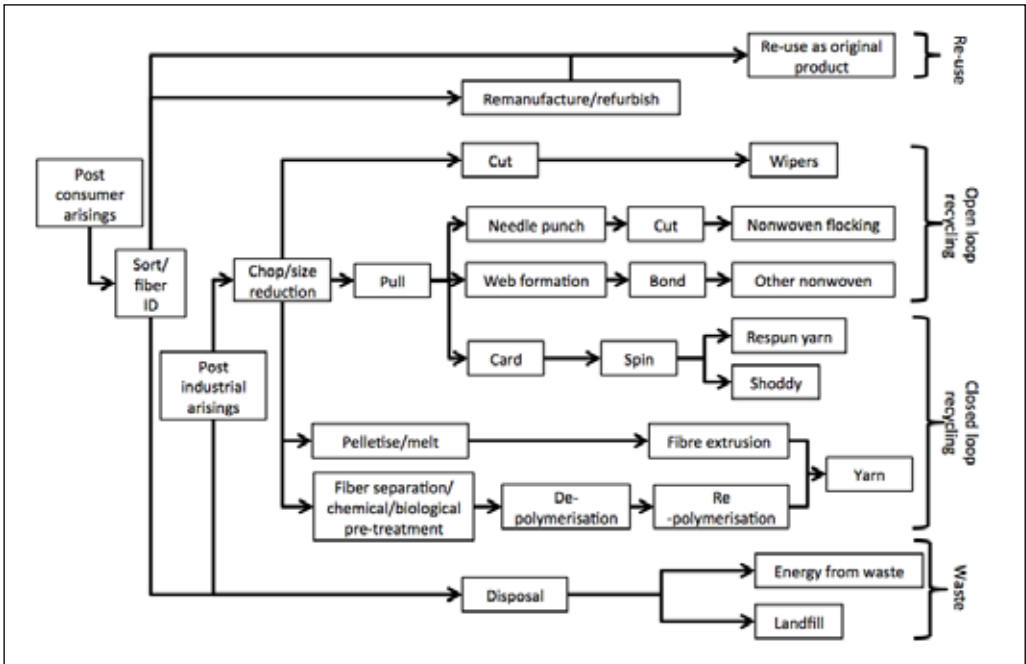 Re-use as original
product
Re-use
Remanufacture/refurbish
Post
consumer
arisings
Cut
Wipers
Open loop
recycling
Needle punch
Cut
Nonwoven flocking
Sort/
fiber
ID
Chop/size
reduction
Pull
Web formation
Bond
Other nonwoven
Post
industrial
arisings
Card
Spin
Respun yarn
Shoddy
Closed loop
recycling
Pelletise/melt
Fibre extrusion
Yarn
Fiber separation/
chemical/biological
pre-treatment
De-
polymerisation
Re
-polymerisation
Disposal
Energy from waste
Landfill
Waste